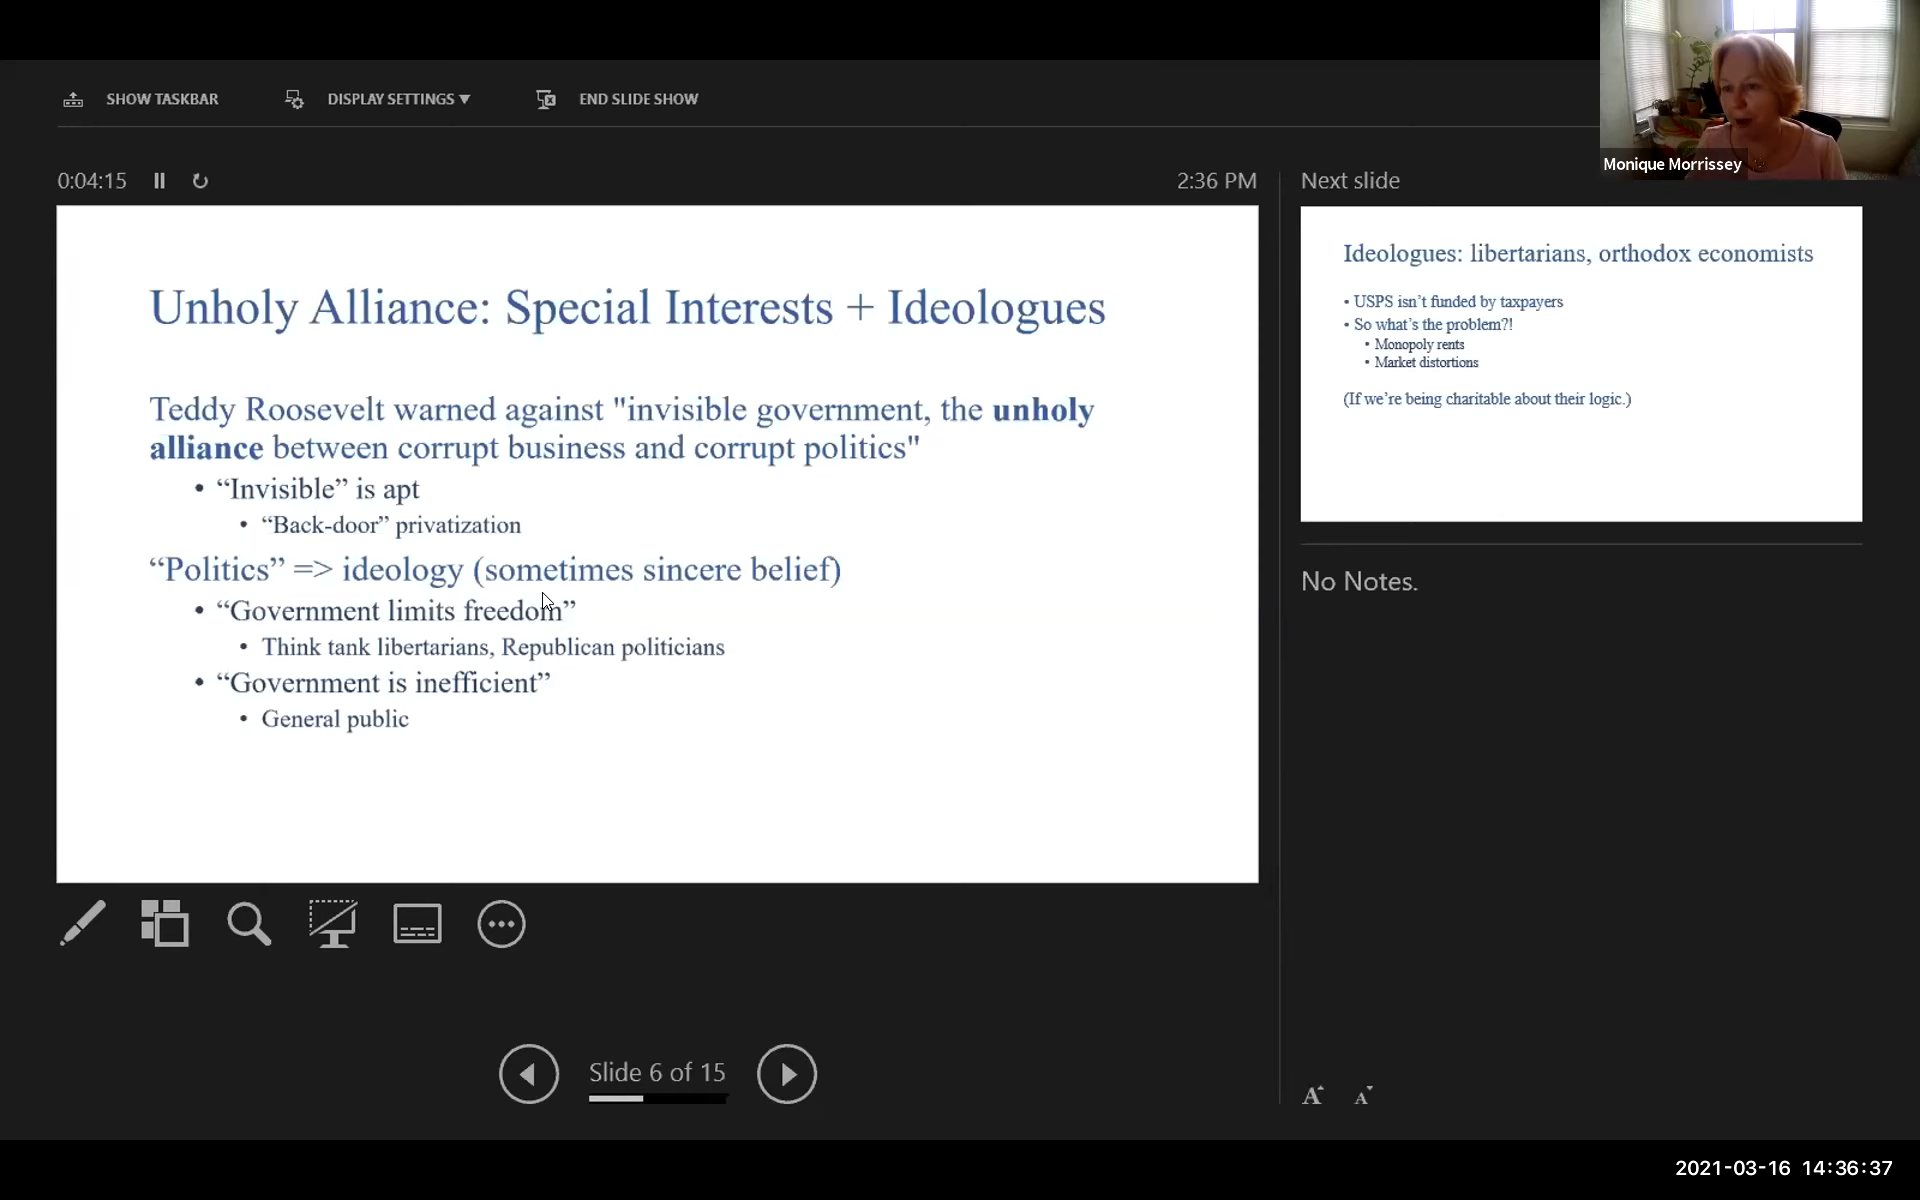 SHOW TASKBAR
DISPLAY SETTINGS ▼
END SLIDE SHOW
Monique Morrissey
0:04:15
2:36 PM
Next slide
Unholy Alliance: Special Interests + Ideologues
Teddy Roosevelt warned against "invisible government, the unholy
alliance between corrupt business and corrupt politics"
• “Invisible” is apt
• “Back-door” privatization
“Politics” => ideology (sometimes sincere belief)
• “Government limits freedom”
• Think tank libertarians, Republican politicians
• “Government is inefficient”
• General public
Ideologues: libertarians, orthodox economists
• USPS isn’t funded by taxpayers
• So what’s the problem?!
• Monopoly rents
• Market distortions
(If we’re being charitable about their logic.)
No Notes.
Slide 6 of 15
A A
2021-03-16 14:36:37